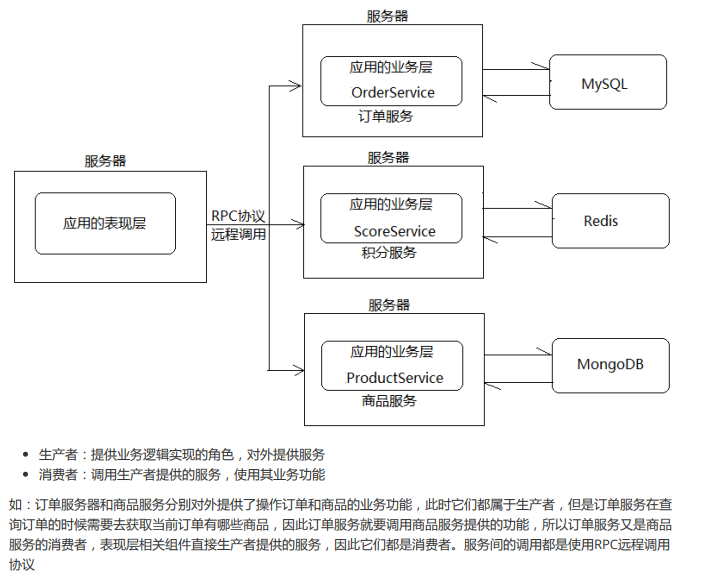 服务器
应用的业务层
OrderService
订单服务
MySQL
服务器
应用的表现层
RPC协议
远程调用
服务器
应用的业务层
ScoreService
积分服务
Redis
服务器
应用的业务层
ProductService
商品服务
MongoDB
生产者：提供业务逻辑实现的角色，对外提供服务
消费者：调用生产者提供的服务，使用其业务功能
如：订单服务器和商品服务分别对外提供了操作订单和商品的业务功能，此时它们都属于生产者，但是订单服务在查
询订单的时候需要去获取当前订单有哪些商品，因此订单服务就要调用商品服务提供的功能，所以订单服务又是商品
服务的消费者，表现层相关组件直接生产者提供的服务，因此它们都是消费者。服务间的调用都是使用RPC远程调用
协议